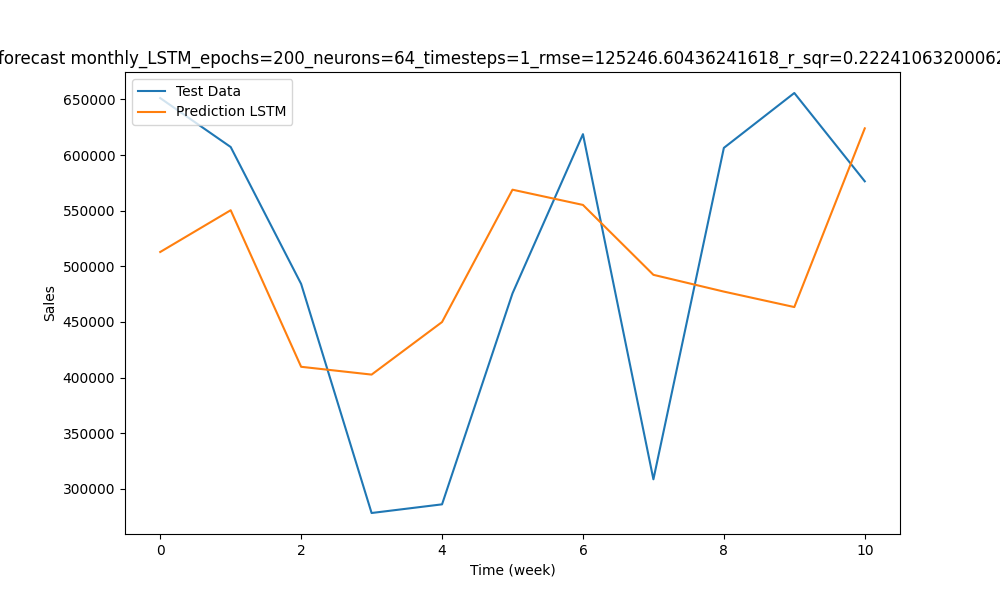 forecast monthly_LSTM_epochs=200_neurons=64_timesteps=1_rmse=125246.60436241618_r_sqr=0.22241063200062
Test Data
Prediction LSTM
650000
600000
550000
500000
450000
400000
350000
300000
Sales
0 2 4 6 8 10
Time (week)